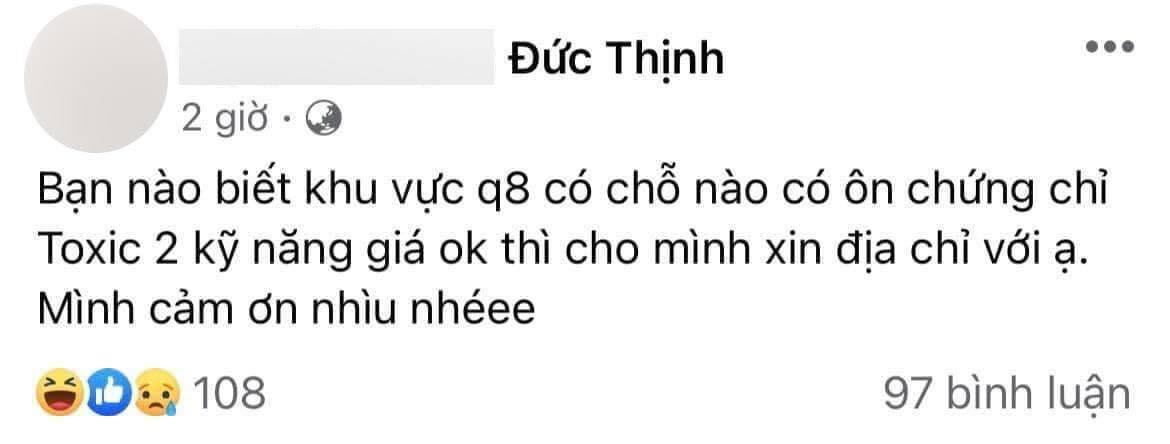 Đức Thịnh
2 giờ ·
Bạn nào biết khu vực q8 có chỗ nào có ôn chứng chỉ
Toxic 2 kỹ năng giá ok thì cho mình xin địa chỉ với ạ.
Mình cảm ơn nhìu nhéee
108 97 bình luận